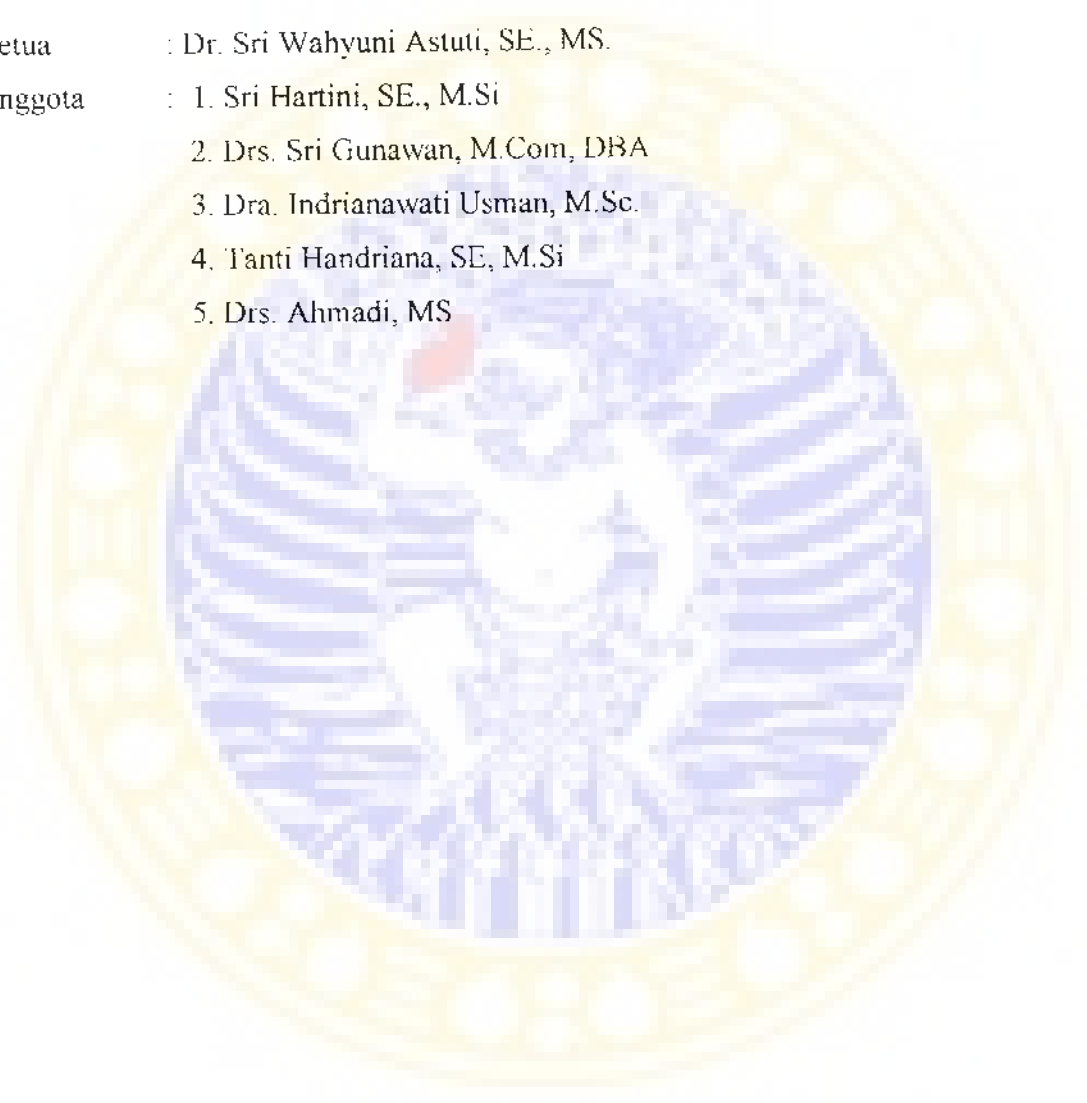 etua : Dr. Sri Wahyuni Astuti, SE., MS.
nggota : 1. Sri Hartini, SE., M.Si
2. Drs. Sri Gunawan, M.Com, DBA
3. Dra. Indrianawati Usman, M.Sc.
4. Tanti Handriana, SE, M.Si
5. Drs. Ahmadi, MS